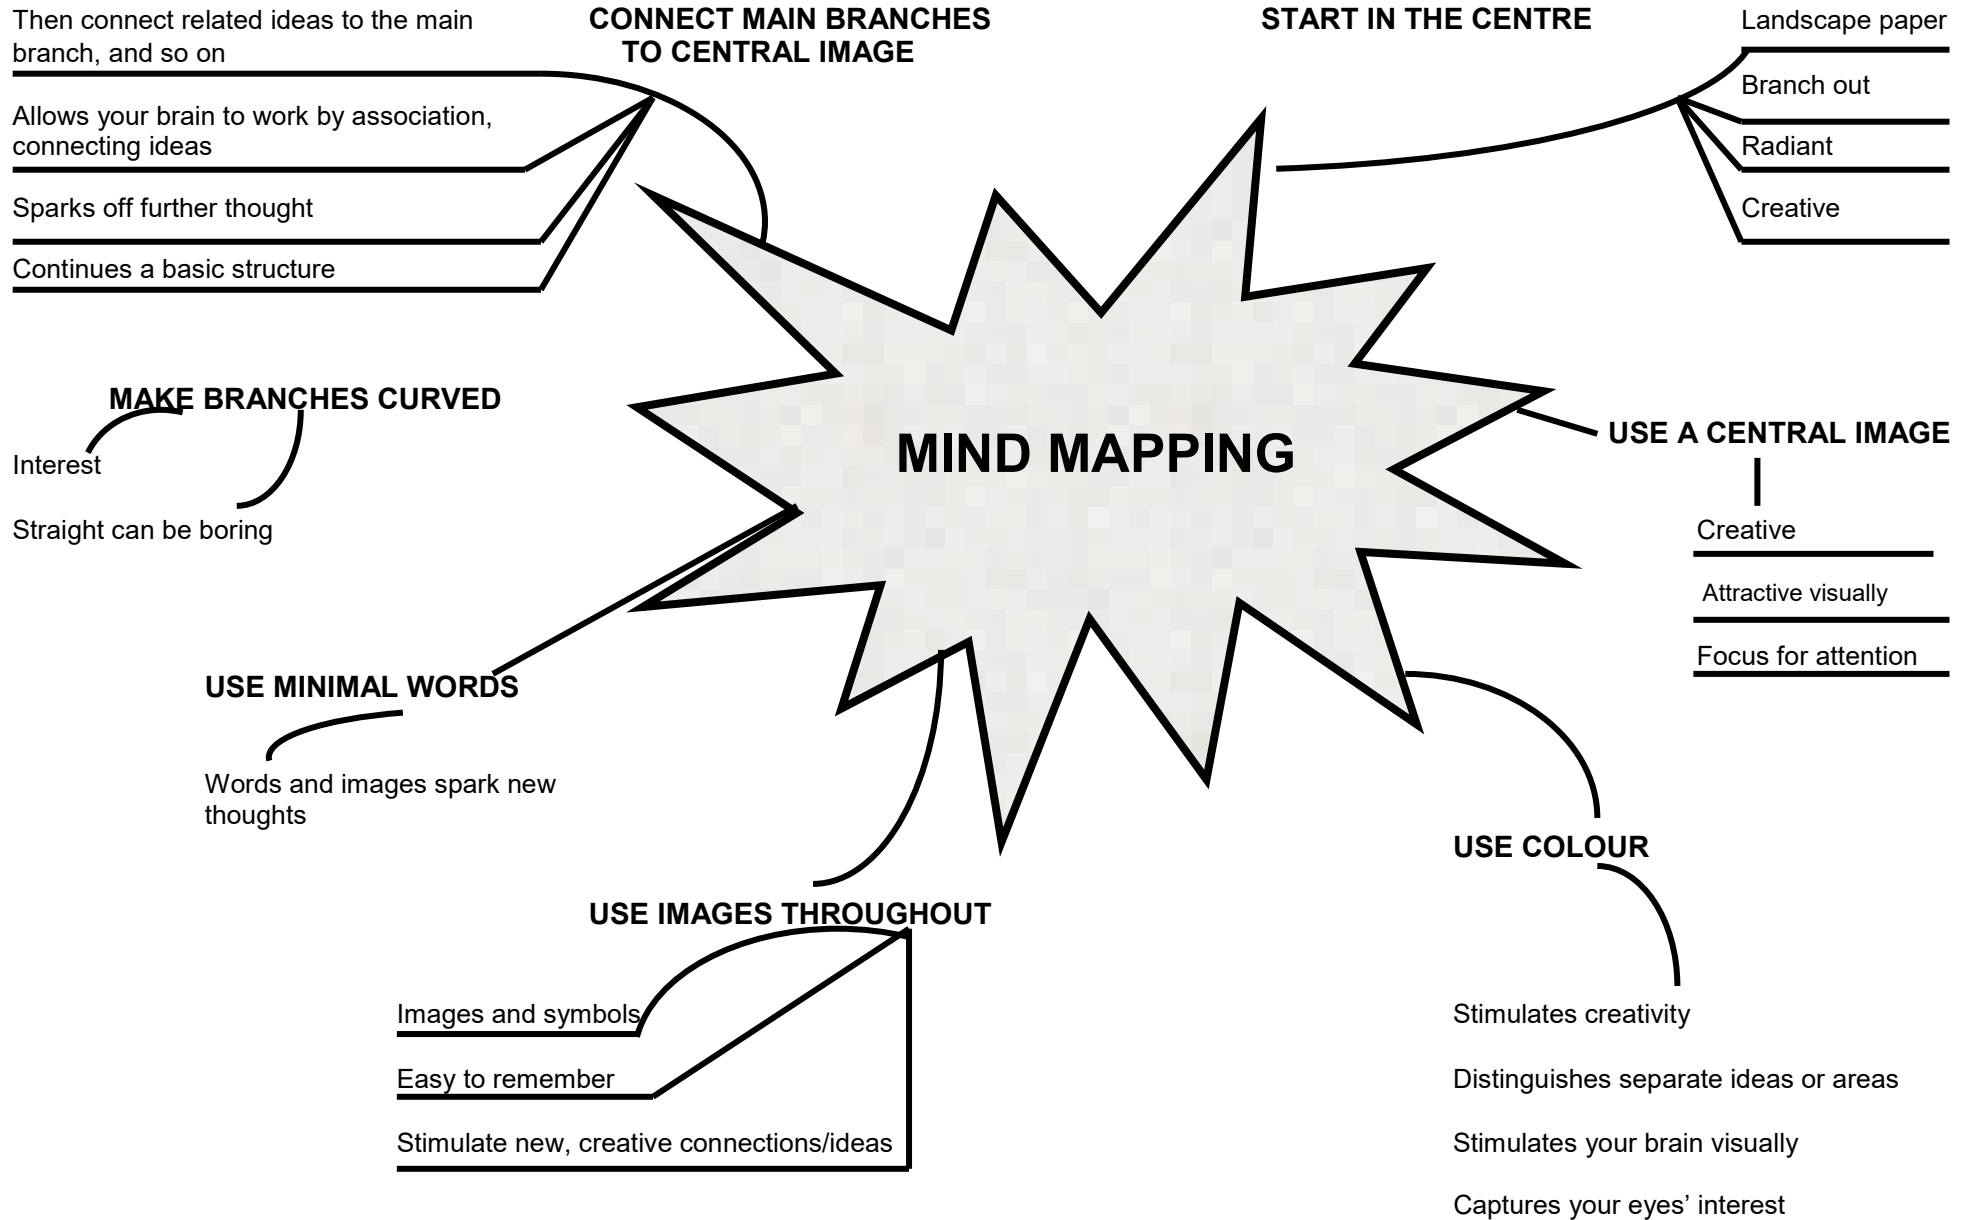 CONNECT MAIN BRANCHES
TO CENTRAL IMAGE
Then connect related ideas to the main
branch, and so on
Allows your brain to work by association,
connecting ideas
Sparks off further thought
Continues a basic structure
START IN THE CENTRE
Landscape paper
Branch out
Radiant
Creative
MAKE BRANCHES CURVED
Interest
Straight can be boring
MIND MAPPING
USE A CENTRAL IMAGE
Creative
Attractive visually
Focus for attention
USE MINIMAL WORDS
Words and images spark new
thoughts
USE IMAGES THROUGHOUT
Images and symbols
Easy to remember
Stimulate new, creative connections/ideas
USE COLOUR
Stimulates creativity
Distinguishes separate ideas or areas
Stimulates your brain visually
Captures your eyes’ interest